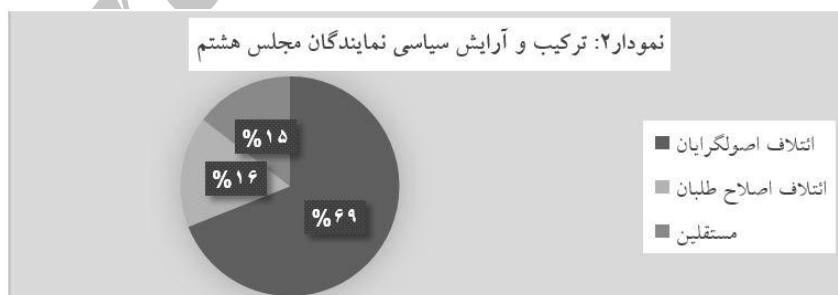 نمودار۲: ترکیب و آرایش سیاسی نمایندگان مجلس هشتم
%۱۵
%۱۶
%۶۹
ائتلاف اصولگرایان
ائتلاف اصلاح طلبان
مستقلین